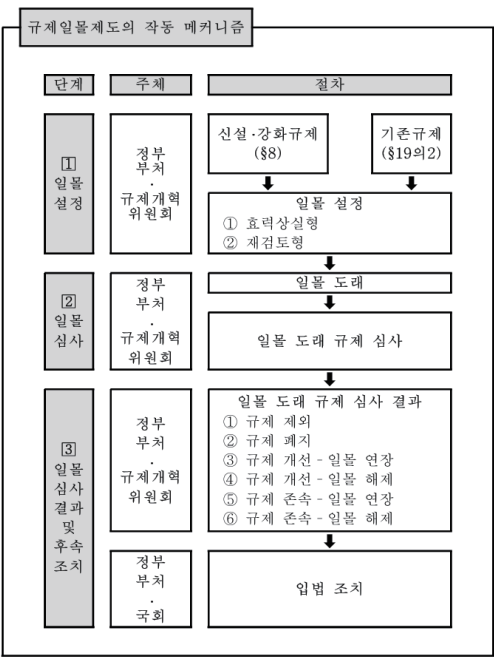 규제일몰제도의 작동 메커니즘
단계
주체
절차
1
일몰
설정
정부
부처
·
규제개혁
위원회
신설·강화규제
(§8)
기존규제
(§19의2)
일몰 설정
① 효력상실형
② 재검토형
2
일몰
심사
정부
부처
·
규제개혁
위원회
일몰 도래
일몰 도래 규제 심사
3
일몰
심사
결과
및
후속
조치
정부
부처
·
규제개혁
위원회
일몰 도래 규제 심사 결과
① 규제 제외
② 규제 폐지
③ 규제 개선 - 일몰 연장
④ 규제 개선 - 일몰 해제
⑤ 규제 존속 - 일몰 연장
⑥ 규제 존속 - 일몰 해제
정부
부처
·
국회
입법 조치